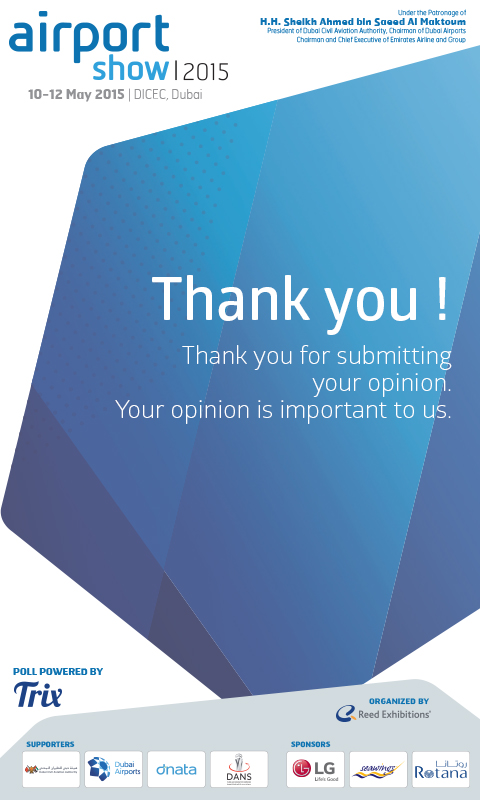 airport
show | 2015
10-12 May 2015 | DICEC, Dubai
Under the Patronage of
H.H. Sheikh Ahmed bin Saeed Al Maktoum
President of Dubai Civil Aviation Authority, Chairman of Dubai Airports
Chairman and Chief Executive of Emirates Airline and Group
Thank you !
Thank you for submitting
your opinion.
Your opinion is important to us.
POLL POWERED BY
Trix
ORGANIZED BY
Reed Exhibitions®
SUPPORTERS
Dubai
Airports
dnata
DANS
SPONSORS
LG
Life's Good
seawings
روتانا
Rotana